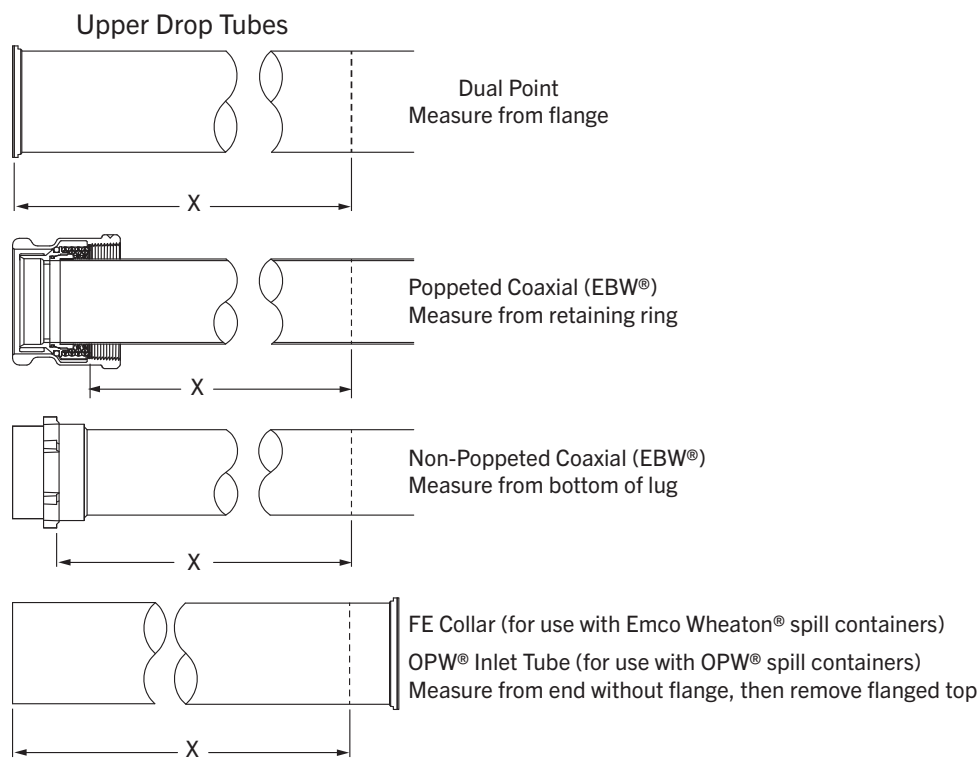 Upper Drop Tubes
Dual Point
Measure from flange
X
Poppeted Coaxial (EBW®)
Measure from retaining ring
X
Non-Poppeted Coaxial (EBW®)
Measure from bottom of lug
X
FE Collar (for use with Emco Wheaton® spill containers)
OPW® Inlet Tube (for use with OPW® spill containers)
Measure from end without flange, then remove flanged top
X